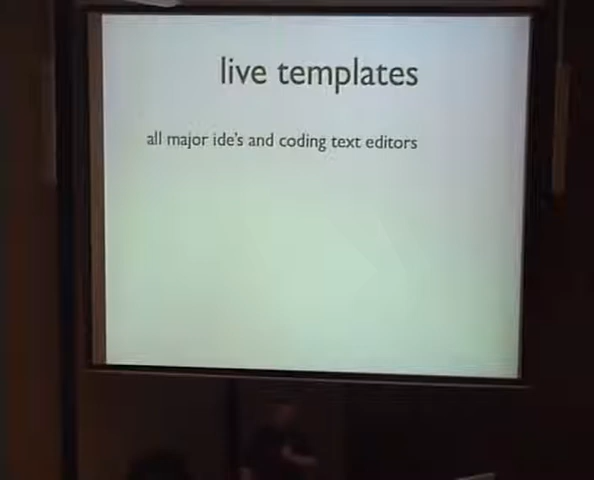 live templates
all major ide's and coding text editors